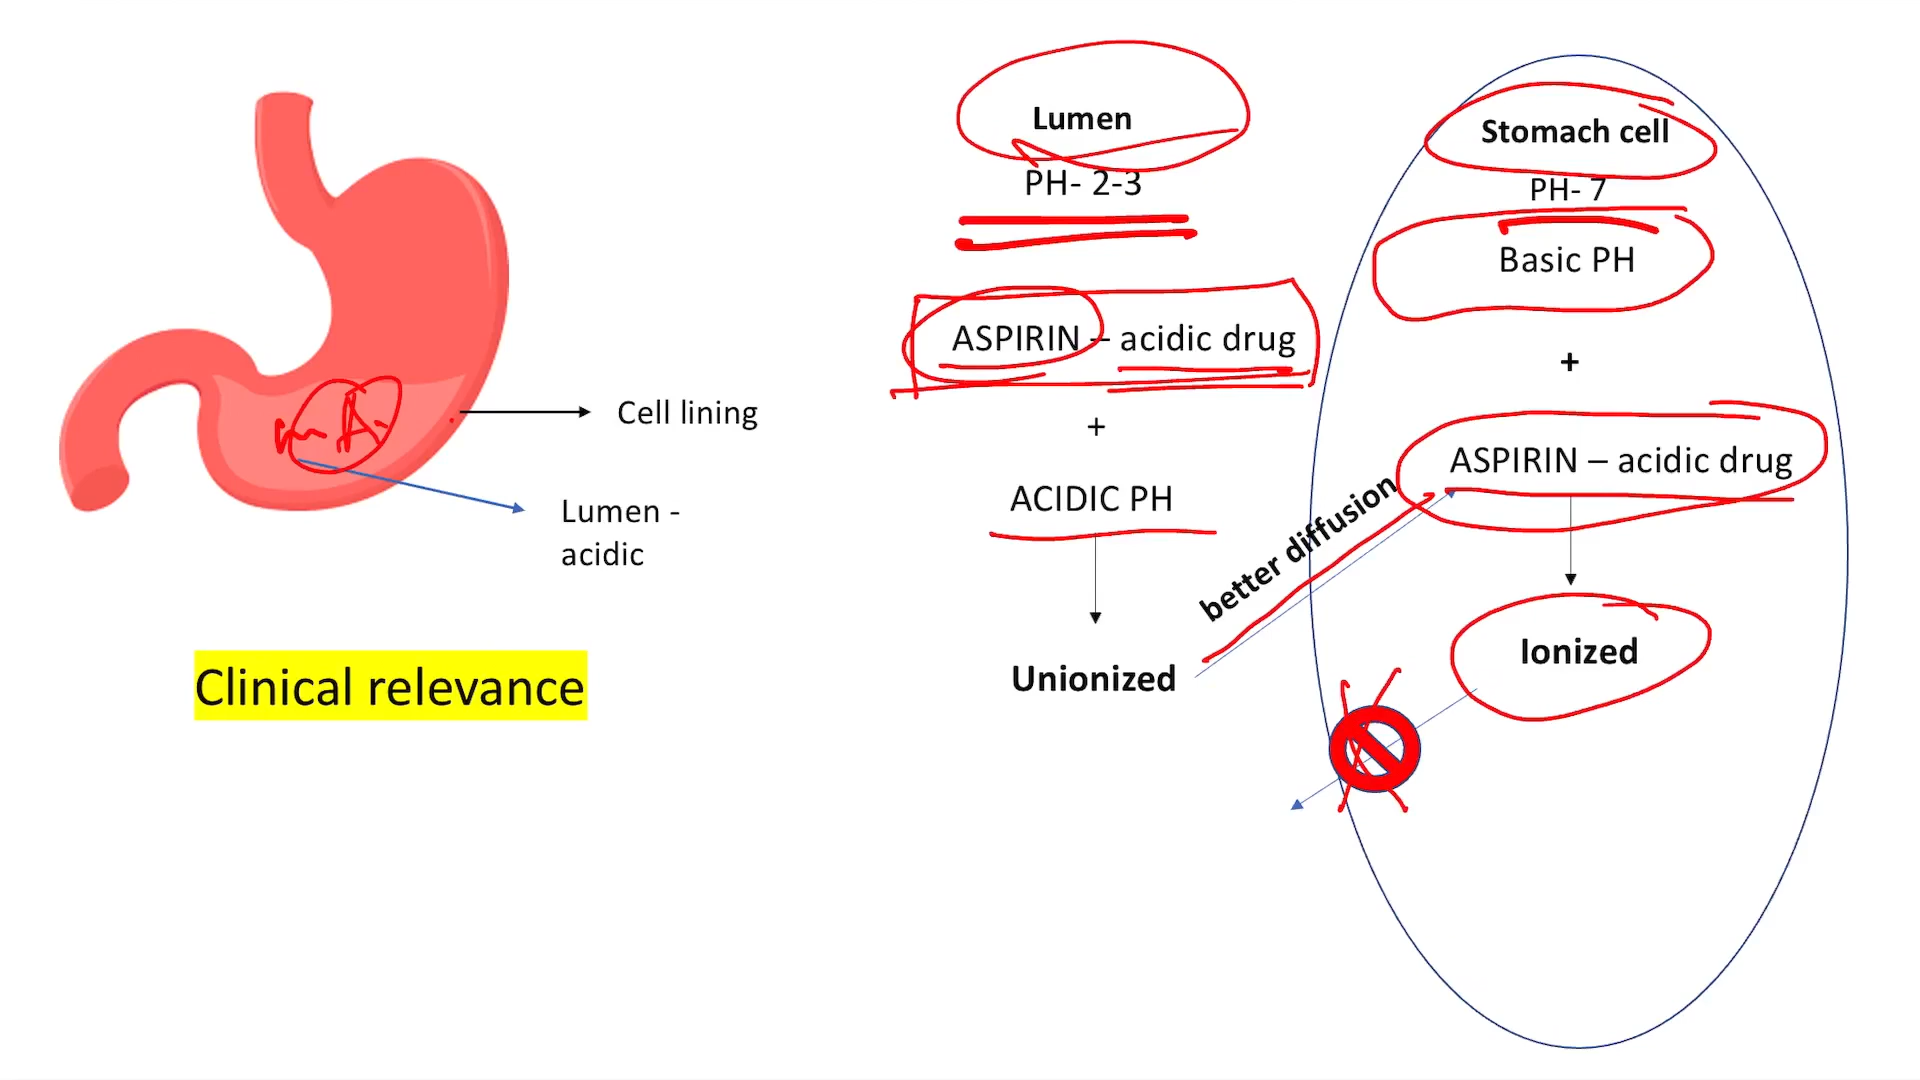 Cell lining
Lumen -
acidic
Clinical relevance
Lumen
PH- 2-3
ASPIRIN – acidic drug
+
ACIDIC PH
Unionized
better diffusion
Stomach cell
PH- 7
Basic PH
+
ASPIRIN – acidic drug
Ionized